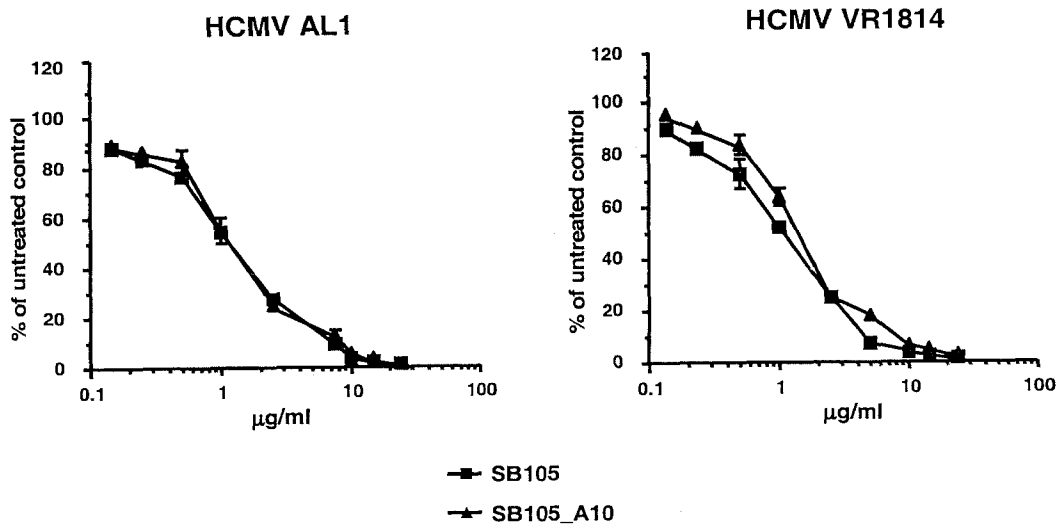 HCMV AL1
120
100
80
60
40
20
0
% of untreated control
0.1 1 10 100
µg/ml
HCMV VR1814
120
100
80
60
40
20
0
% of untreated control
0.1 1 10 100
µg/ml
SB105
SB105_A10